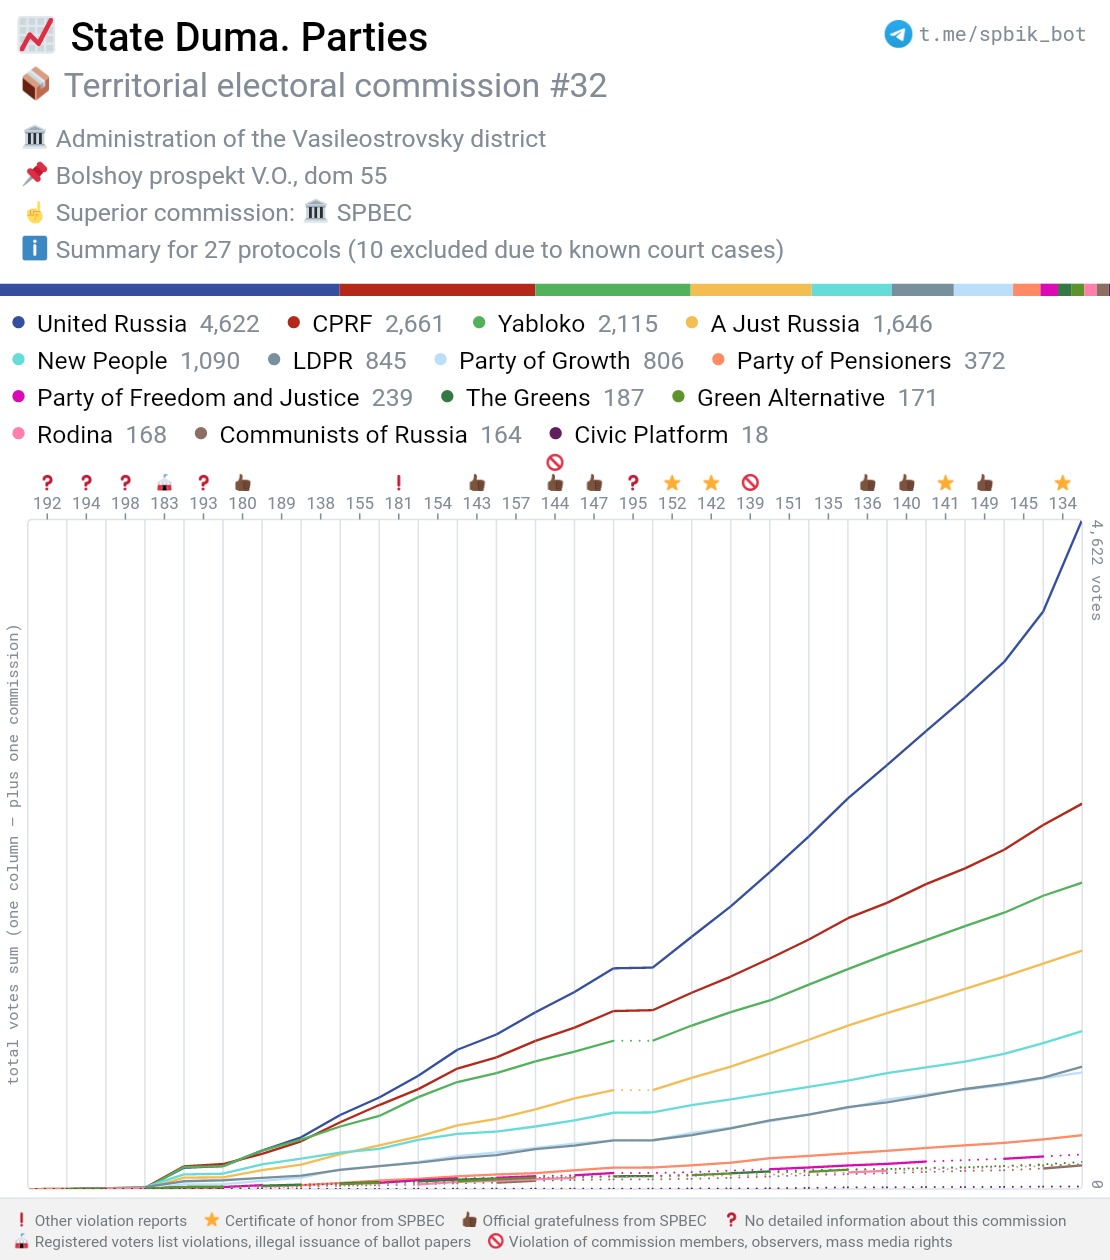 State Duma. Parties
t.me/spbik_bot
Territorial electoral commission #32
Administration of the Vasileostrovsky district
Bolshoy prospekt V.O., dom 55
Superior commission: SPBEC
Summary for 27 protocols (10 excluded due to known court cases)
United Russia 4,622 CPRF 2,661 Yabloko 2,115 A Just Russia 1,646
New People 1,090 LDPR 845 Party of Growth 806 Party of Pensioners 372
Party of Freedom and Justice 239 The Greens 187 Green Alternative 171
Rodina 168 Communists of Russia 164 Civic Platform 18
192 194 198 183 193 180 189 138 155 181 154 143 157 144 147 195 152 142 139 151 135 136 140 141 149 145 134
4,622 votes
0
total votes sum (one column — plus one commission)
Other violation reports Certificate of honor from SPBEC Official gratefulness from SPBEC No detailed information about this commission
Registered voters list violations, illegal issuance of ballot papers Violation of commission members, observers, mass media rights